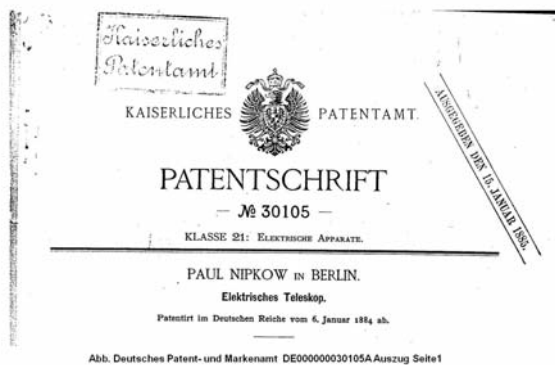 Kaiserliches
Patentamt
KAISERLICHES PATENTAMT.
AUSGEGEBEN DEN 15. JANUAR 1885.
PATENTSCHRIFT
— № 30105 —
KLASSE 21: ELEKTRISCHE APPARATE.
PAUL NIPKOW IN BERLIN.
Elektrisches Teleskop.
Patentirt im Deutschen Reiche vom 6. Januar 1884 ab.
Abb. Deutsches Patent- und Markenamt DE000000030105A Auszug Seite1